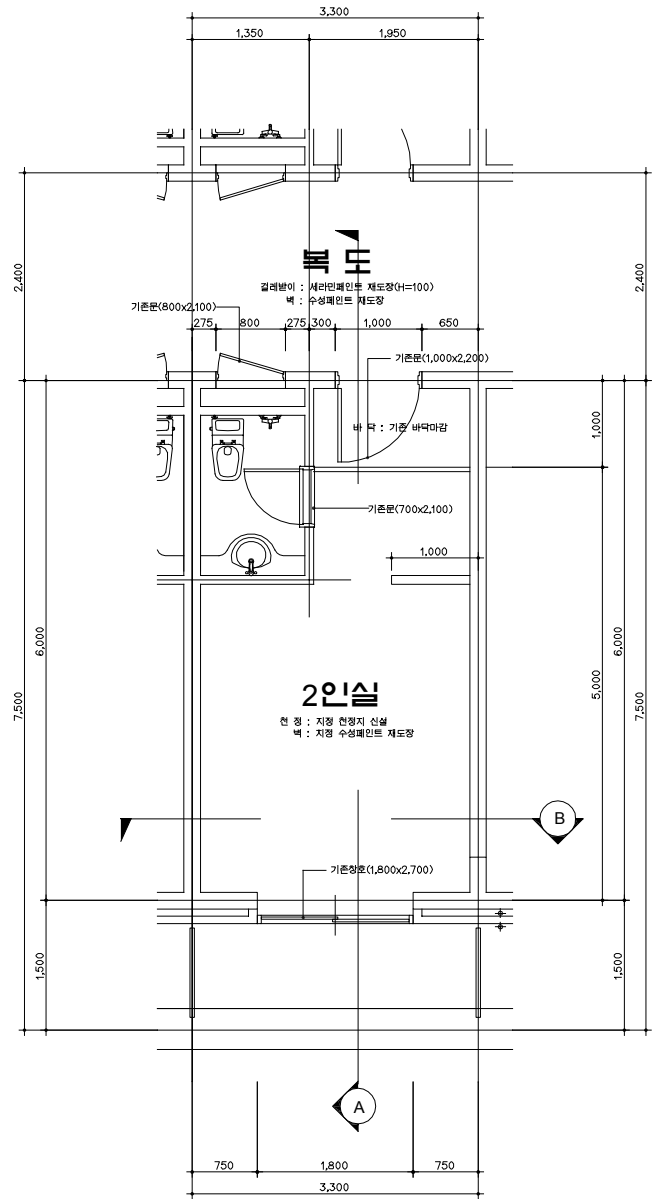 3,300
1,350
1,950
2,400
2,400
복 도
걸레받이 : 세라민페인트 재도장(H=100)
벽 : 수성페인트 재도장
기존문(800x2,100)
275
800
275
300
1,000
650
기존문(1,000x2,200)
바 닥 : 기존 바닥마감
1,000
기존문(700x2,100)
1,000
6,000
7,500
5,000
6,000
7,500
2인실
천 정 : 지정 천정지 신설
벽 : 지정 수성페인트 재도장
B
기존창호(1,800x2,700)
1,500
1,500
A
750
1,800
750
3,300